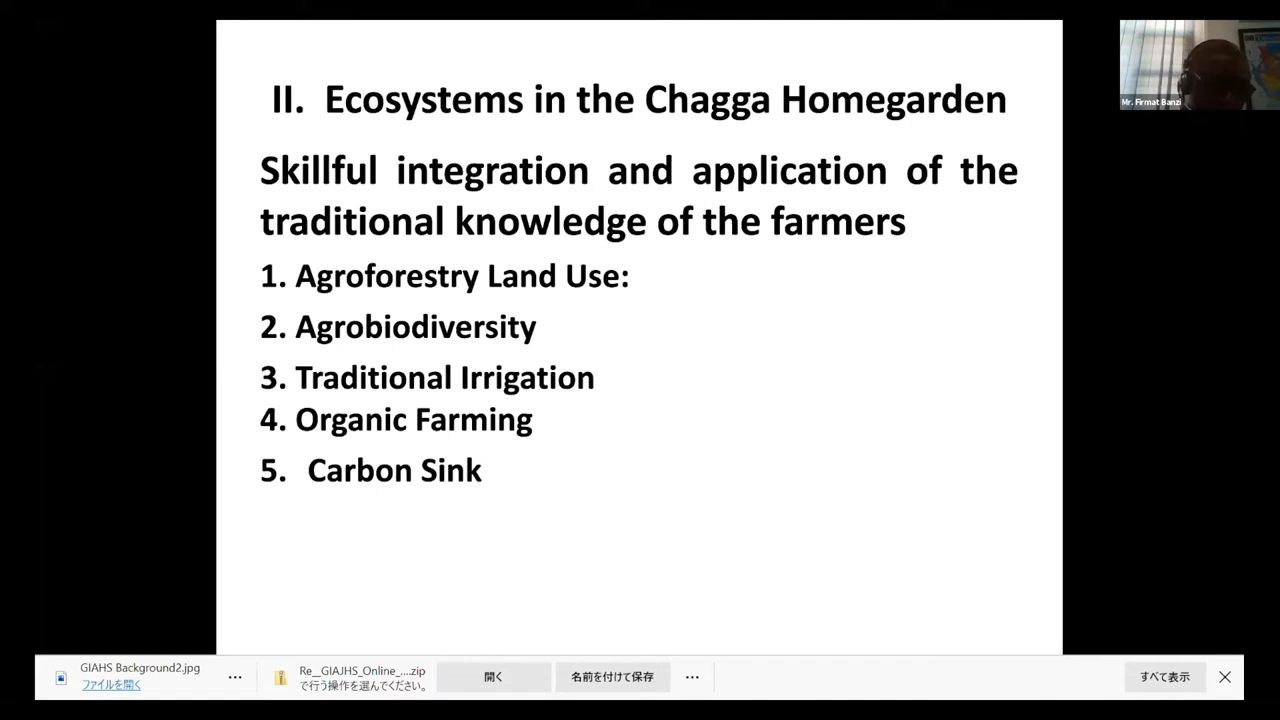 II. Ecosystems in the Chagga Homegarden
Mr. Firmat Banzi
Skillful integration and application of the
traditional knowledge of the farmers
1. Agroforestry Land Use:
2. Agrobiodiversity
3. Traditional Irrigation
4. Organic Farming
5. Carbon Sink
GIAHS Background2.jpg
ファイルを開く
Re__GIAJHS_Online_....zip
で行う操作を選んでください。
開く
名前を付けて保存
すべて表示